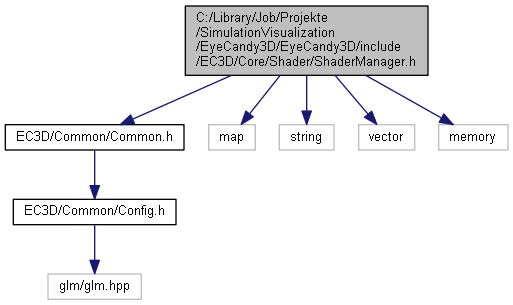 C:/Library/Job/Projekte
/SimulationVisualization
/EyeCandy3D/EyeCandy3D/include
/EC3D/Core/Shader/ShaderManager.h
EC3D/Common/Common.h
map
string
vector
memory
EC3D/Common/Config.h
glm/glm.hpp